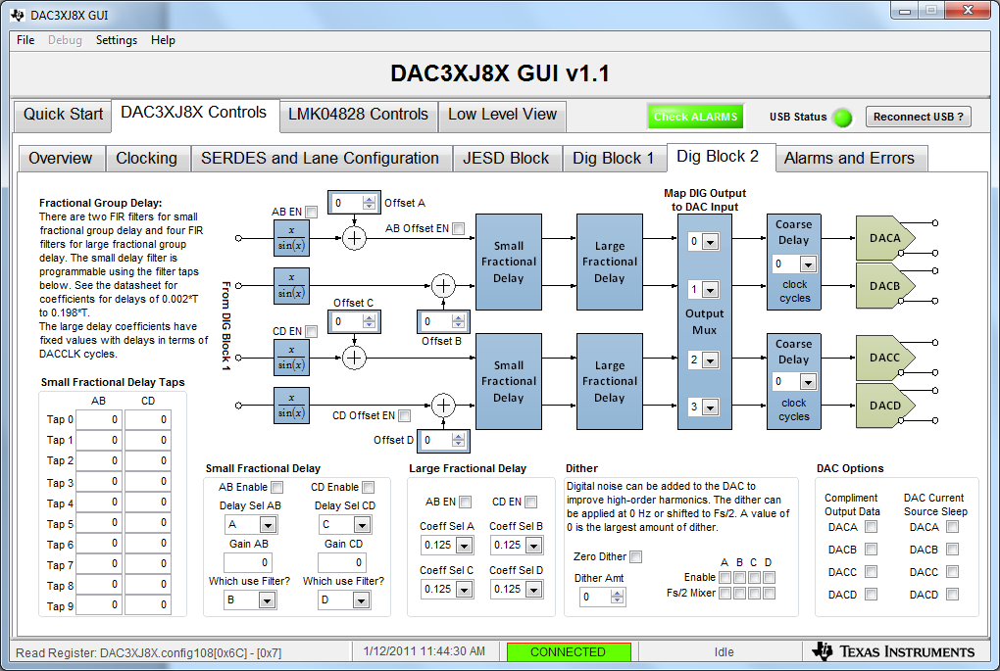 DAC3XJ8X GUI
File Debug Settings Help
DAC3XJ8X GUI v1.1
Quick Start DAC3XJ8X Controls LMK04828 Controls Low Level View Check ALARMS USB Status Reconnect USB ?
Overview Clocking SERDES and Lane Configuration JESD Block Dig Block 1 Dig Block 2 Alarms and Errors
Fractional Group Delay:
There are two FIR filters for small
fractional group delay and four FIR
filters for large fractional group
delay. The small delay filter is
programmable using the filter taps
below. See the datasheet for
coefficients for delays of 0.002*T
to 0.198*T.
The large delay coefficients have
fixed values with delays in terms of
DACCLK cycles.
Small Fractional Delay Taps
AB CD
Tap 0 0 0
Tap 1 0 0
Tap 2 0 0
Tap 3 0 0
Tap 4 0 0
Tap 5 0 0
Tap 6 0 0
Tap 7 0 0
Tap 8 0 0
Tap 9 0 0
From DIG Block 1
AB EN
x
sin(x)
0 Offset A
AB Offset EN
x
sin(x)
Offset C
0
0
Offset B
CD EN
x
sin(x)
x
sin(x)
CD Offset EN
Offset D 0
Small
Fractional
Delay
Large
Fractional
Delay
Small
Fractional
Delay
Large
Fractional
Delay
Map DIG Output
to DAC Input
0
1
Output
Mux
2
3
Coarse
Delay
0
clock
cycles
Coarse
Delay
0
clock
cycles
DACA
DACB
DACC
DACD
Small Fractional Delay
AB Enable CD Enable
Delay Sel AB Delay Sel CD
A C
Gain AB Gain CD
0 0
Which use Filter? Which use Filter?
B D
Large Fractional Delay
AB EN CD EN
Coeff Sel A Coeff Sel B
0.125 0.125
Coeff Sel C Coeff Sel D
0.125 0.125
Dither
Digital noise can be added to the DAC to
improve high-order harmonics. The dither can
be applied at 0 Hz or shifted to Fs/2. A value of
0 is the largest amount of dither.
Zero Dither
Dither Amt
0
A B C D
Enable
Fs/2 Mixer
DAC Options
Compliment
Output Data
DACA
DACB
DACC
DACD
DAC Current
Source Sleep
DACA
DACB
DACC
DACD
Read Register: DAC3XJ8X.config108[0x6C] - [0x7] 1/12/2011 11:44:30 AM CONNECTED Idle TEXAS INSTRUMENTS